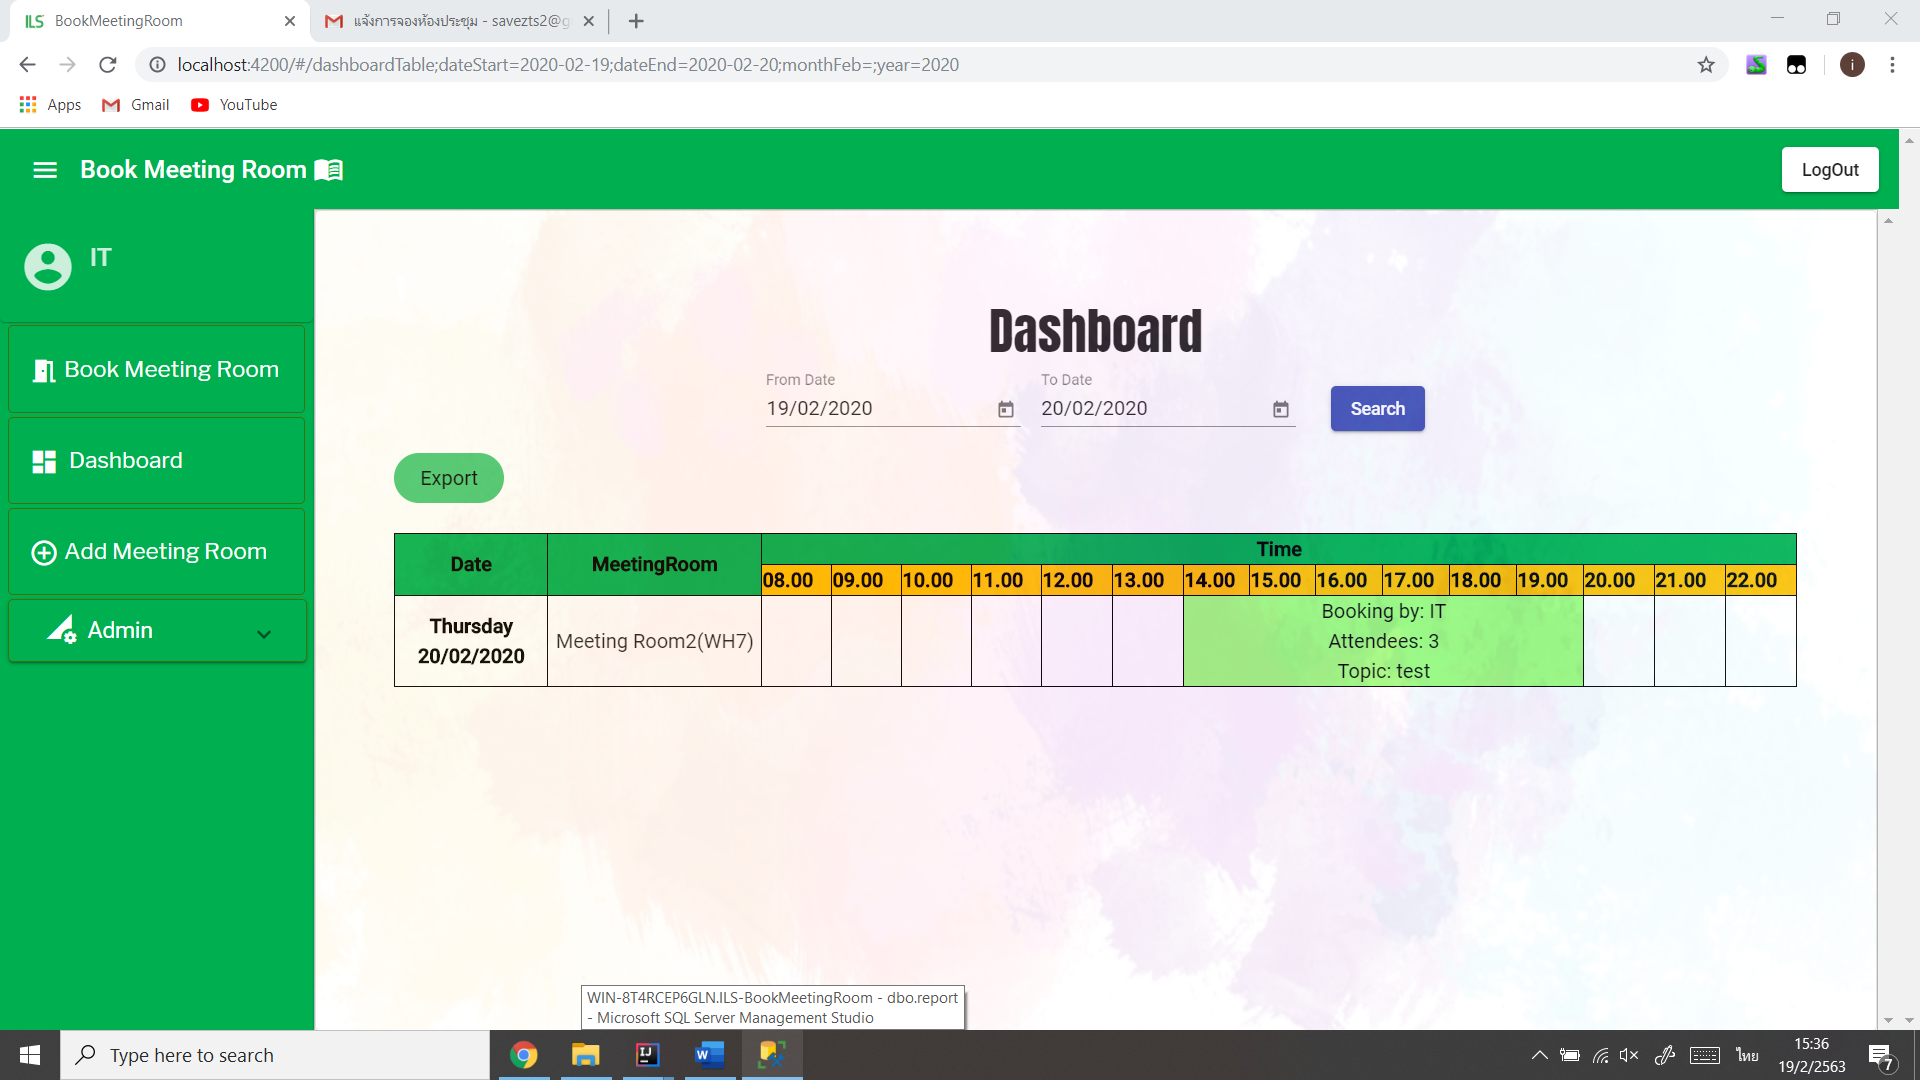 ILS BookMeetingRoom
แจ้งการจองห้องประชุม - savezts2@g
localhost:4200/#/dashboardTable;dateStart=2020-02-19;dateEnd=2020-02-20;monthFeb=;year=2020
i
Apps Gmail YouTube
Book Meeting Room
LogOut
IT
Book Meeting Room
Dashboard
Add Meeting Room
Admin
Dashboard
From Date
19/02/2020
To Date
20/02/2020
Search
Export
Date MeetingRoom Time
08.00 09.00 10.00 11.00 12.00 13.00 14.00 15.00 16.00 17.00 18.00 19.00 20.00 21.00 22.00
Thursday
20/02/2020
Meeting Room2(WH7)
Booking by: IT
Attendees: 3
Topic: test
WIN-8T4RCEP6GLN.ILS-BookMeetingRoom - dbo.report
- Microsoft SQL Server Management Studio
Type here to search
IJ
W
ไทย
15:36
19/2/2563
7